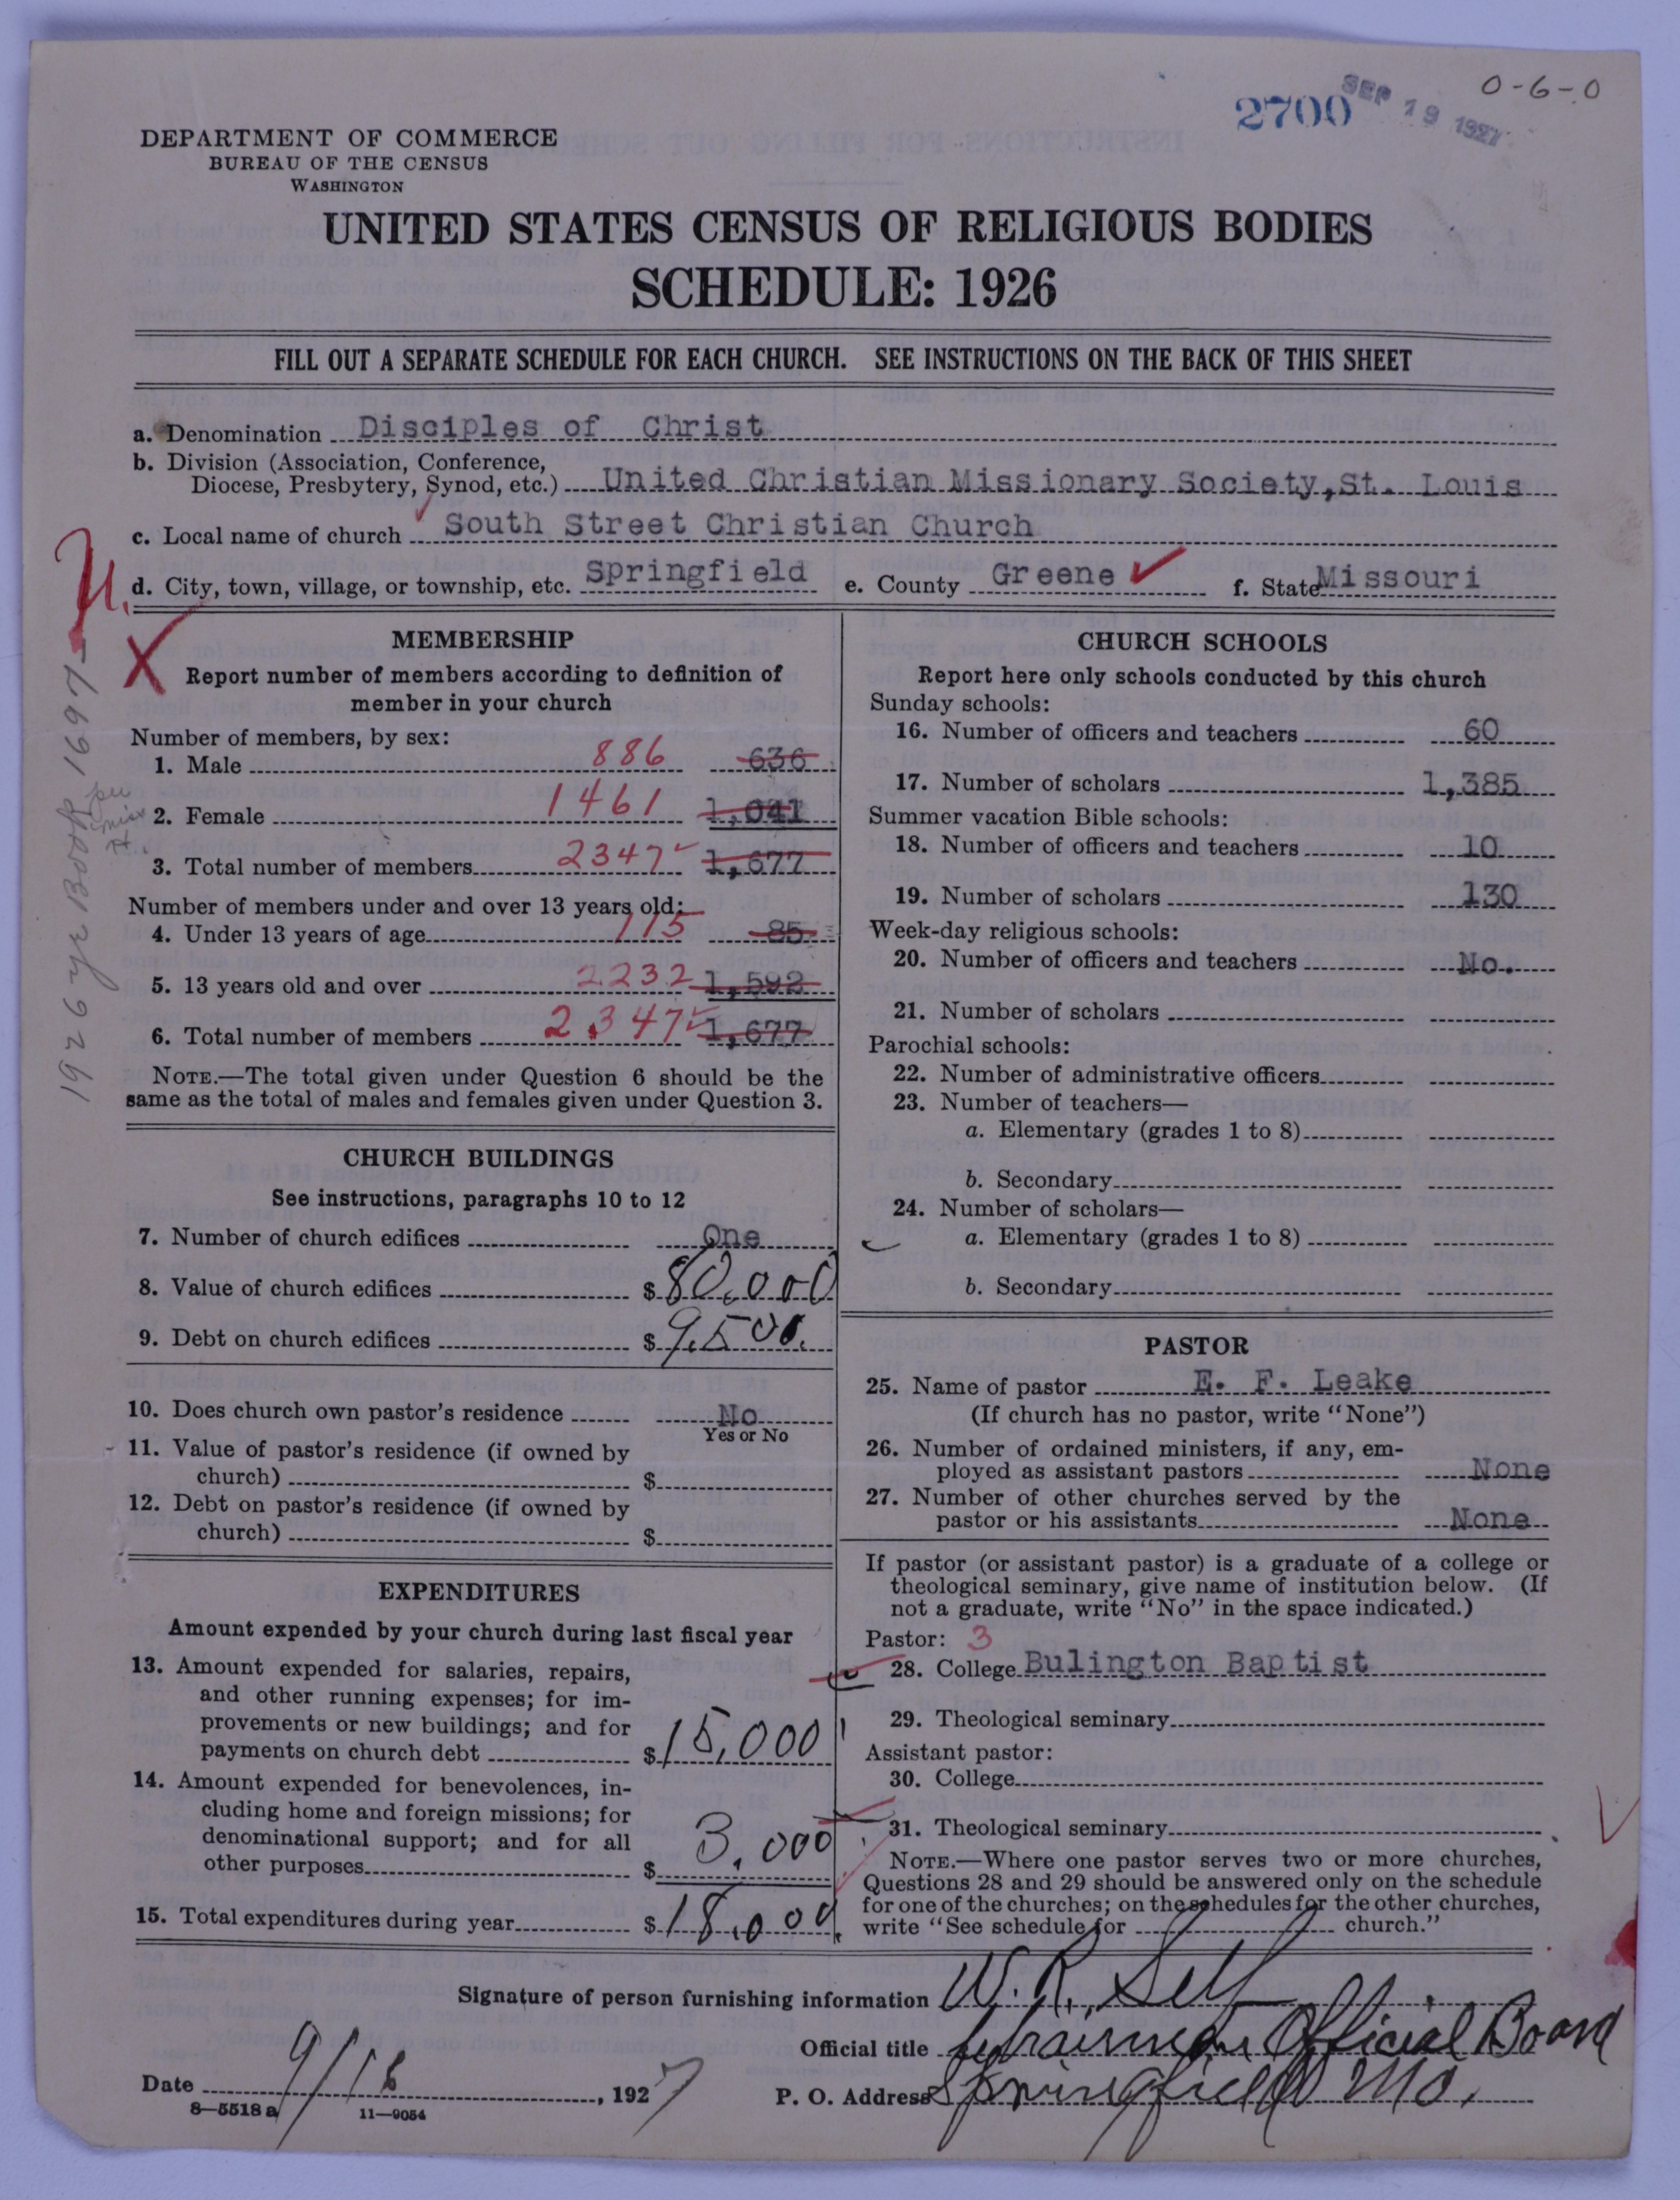 0-6-0
2700 SEP 19 1927
DEPARTMENT OF COMMERCE
BUREAU OF THE CENSUS
WASHINGTON
UNITED STATES CENSUS OF RELIGIOUS BODIES
SCHEDULE: 1926
FILL OUT A SEPARATE SCHEDULE FOR EACH CHURCH. SEE INSTRUCTIONS ON THE BACK OF THIS SHEET
a. Denomination Disciples of Christ
b. Division (Association, Conference,
Diocese, Presbytery, Synod, etc.) United Christian Missionary Society, St. Louis
c. Local name of church South Street Christian Church
d. City, town, village, or township, etc. Springfield e. County Greene f. State Missouri
1926 yr Book 1697-
MEMBERSHIP
Report number of members according to definition of
member in your church
Number of members, by sex:
1. Male 886 636
2. Female 1461 1,041
3. Total number of members 2347 1,677
Number of members under and over 13 years old:
4. Under 13 years of age 115 85
5. 13 years old and over 2232 1,592
6. Total number of members 2347 1,677
NOTE.—The total given under Question 6 should be the
same as the total of males and females given under Question 3.
CHURCH BUILDINGS
See instructions, paragraphs 10 to 12
7. Number of church edifices One
8. Value of church edifices $80,000
9. Debt on church edifices $9,500.
10. Does church own pastor's residence No
Yes or No
11. Value of pastor's residence (if owned by
church) $
12. Debt on pastor's residence (if owned by
church) $
EXPENDITURES
Amount expended by your church during last fiscal year
13. Amount expended for salaries, repairs,
and other running expenses; for im-
provements or new buildings; and for
payments on church debt $15,000
14. Amount expended for benevolences, in-
cluding home and foreign missions; for
denominational support; and for all
other purposes $3,000
15. Total expenditures during year $18,000
CHURCH SCHOOLS
Report here only schools conducted by this church
Sunday schools:
16. Number of officers and teachers 60
17. Number of scholars 1,385
Summer vacation Bible schools:
18. Number of officers and teachers 10
19. Number of scholars 130
Week-day religious schools:
20. Number of officers and teachers No.
21. Number of scholars
Parochial schools:
22. Number of administrative officers
23. Number of teachers—
a. Elementary (grades 1 to 8)
b. Secondary
24. Number of scholars—
a. Elementary (grades 1 to 8)
b. Secondary
PASTOR
25. Name of pastor E. F. Leake
(If church has no pastor, write "None")
26. Number of ordained ministers, if any, em-
ployed as assistant pastors None
27. Number of other churches served by the
pastor or his assistants None
If pastor (or assistant pastor) is a graduate of a college or
theological seminary, give name of institution below. (If
not a graduate, write "No" in the space indicated.)
Pastor: 3
28. College Bulington Baptist
29. Theological seminary
Assistant pastor:
30. College
31. Theological seminary
NOTE.—Where one pastor serves two or more churches,
Questions 28 and 29 should be answered only on the schedule
for one of the churches; on the schedules for the other churches,
write "See schedule for church."
Signature of person furnishing information W. R. Self
Official title Chairman Official Board
Date 9/16, 1927 P. O. Address Springfield Mo.
8—5518 a 11—9054